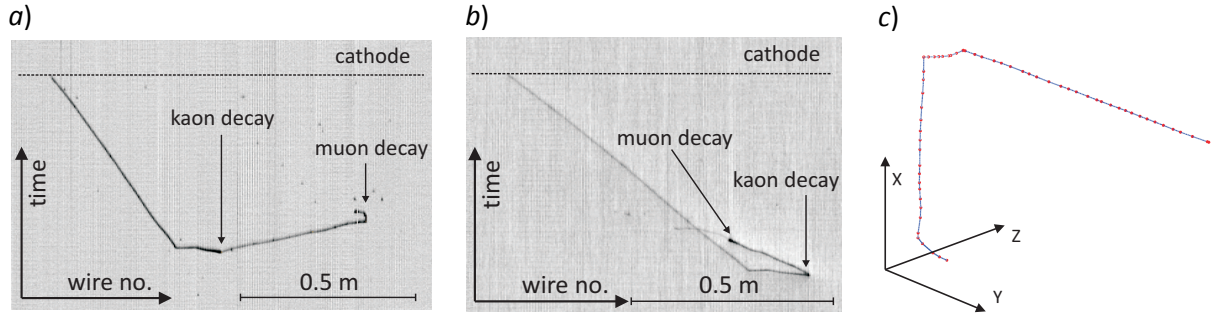 a)
cathode
kaon decay
muon decay
time
wire no.
0.5 m
b)
cathode
muon decay
kaon decay
time
wire no.
0.5 m
c)
X
Z
Y